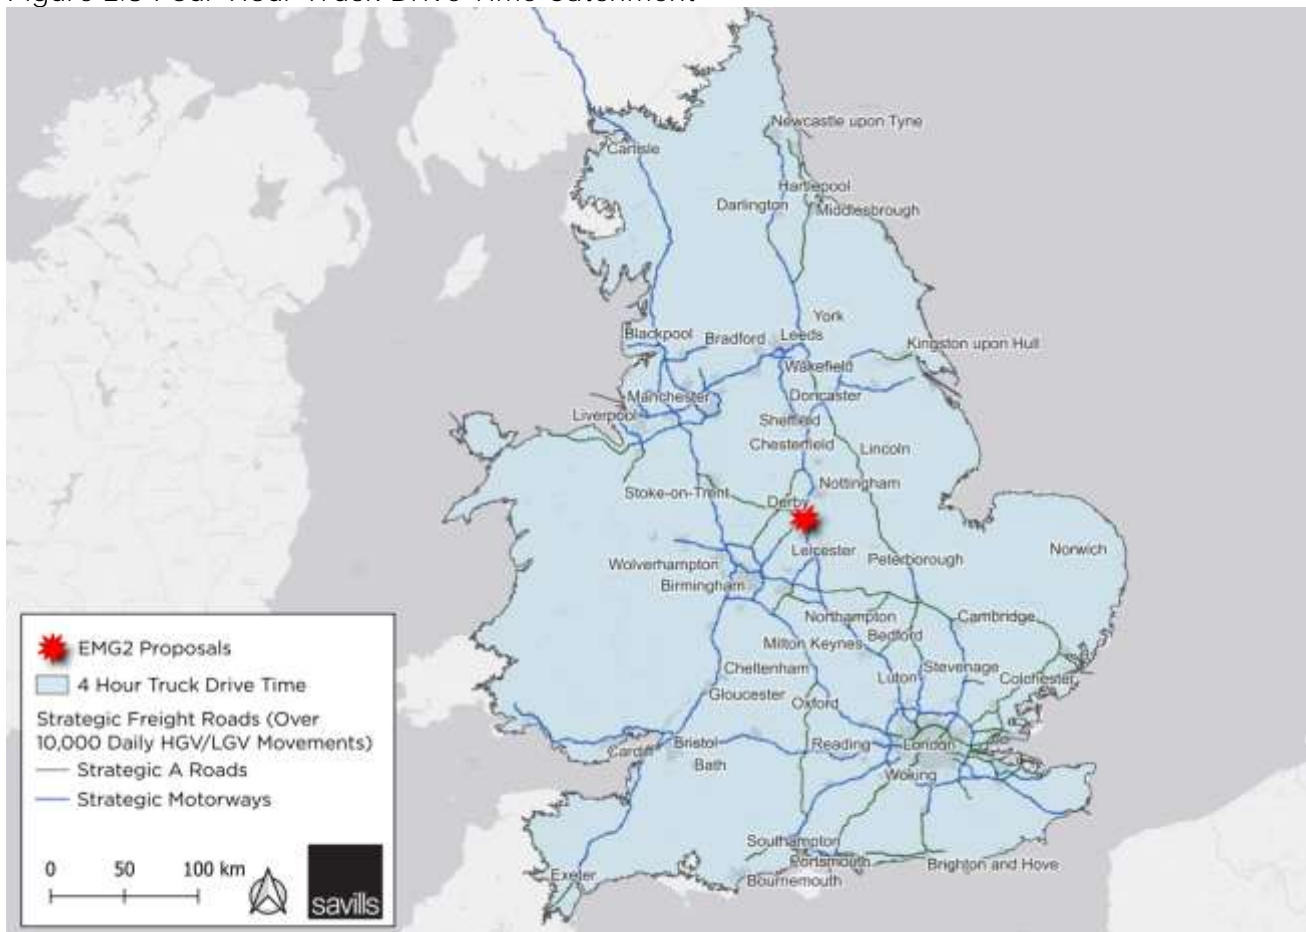 Figure 2.3 Four Hour Truck Drive Time Catchment
Newcastle upon Tyne
Carlisle
Hartlepool
Darlington
Middlesbrough
York
Blackpool
Bradford
Leeds
Kingston upon Hull
Wakefield
Manchester
Doncaster
Liverpool
Sheffield
Chesterfield
Lincoln
Nottingham
Stoke-on-Trent
Derby
Leicester
Norwich
Peterborough
Wolverhampton
Birmingham
Northampton
Cambridge
Bedford
Milton Keynes
Cheltenham
Stevenage
Luton
Colchester
Gloucester
Oxford
Cardiff
Bristol
Reading
London
Bath
Woking
Southampton
Portsmouth
Brighton and Hove
Exeter
Bournemouth
EMG2 Proposals
4 Hour Truck Drive Time
Strategic Freight Roads (Over
10,000 Daily HGV/LGV Movements)
Strategic A Roads
Strategic Motorways
0 50 100 km
savills